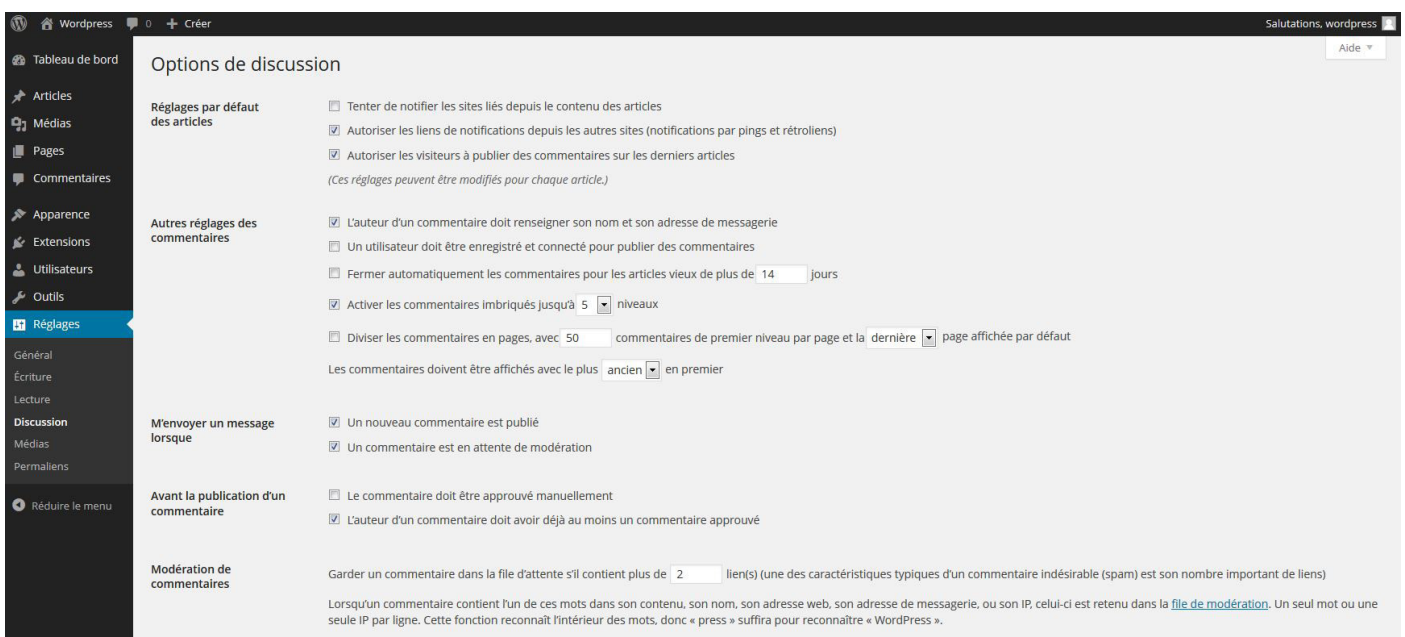 Wordpress 0 + Créer Salutations, wordpress
Aide
Tableau de bord
Articles
Médias
Pages
Commentaires
Apparence
Extensions
Utilisateurs
Outils
Réglages
Général
Écriture
Lecture
Discussion
Médias
Permaliens
Réduire le menu
Options de discussion
Réglages par défaut
des articles
Tenter de notifier les sites liés depuis le contenu des articles
Autoriser les liens de notifications depuis les autres sites (notifications par pings et rétroliens)
Autoriser les visiteurs à publier des commentaires sur les derniers articles
(Ces réglages peuvent être modifiés pour chaque article.)
Autres réglages des
commentaires
L'auteur d'un commentaire doit renseigner son nom et son adresse de messagerie
Un utilisateur doit être enregistré et connecté pour publier des commentaires
Fermer automatiquement les commentaires pour les articles vieux de plus de 14 jours
Activer les commentaires imbriqués jusqu'à 5 niveaux
Diviser les commentaires en pages, avec 50 commentaires de premier niveau par page et la dernière page affichée par défaut
Les commentaires doivent être affichés avec le plus ancien en premier
M'envoyer un message
lorsque
Un nouveau commentaire est publié
Un commentaire est en attente de modération
Avant la publication d'un
commentaire
Le commentaire doit être approuvé manuellement
L'auteur d'un commentaire doit avoir déjà au moins un commentaire approuvé
Modération de
commentaires
Garder un commentaire dans la file d'attente s'il contient plus de 2 lien(s) (une des caractéristiques typiques d'un commentaire indésirable (spam) est son nombre important de liens)
Lorsqu'un commentaire contient l'un de ces mots dans son contenu, son nom, son adresse web, son adresse de messagerie, ou son IP, celui-ci est retenu dans la file de modération. Un seul mot ou une
seule IP par ligne. Cette fonction reconnaît l'intérieur des mots, donc « press » suffira pour reconnaître « WordPress ».